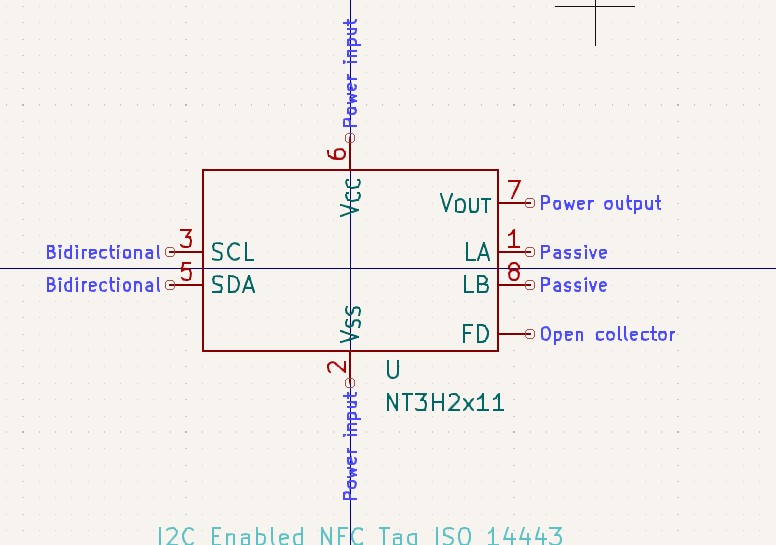 Power input
6
Vcc
7
VOUT
Power output
3
Bidirectional
SCL
1
LA
Passive
5
Bidirectional
SDA
8
LB
Passive
Vss
FD
Open collector
2
U
NT3H2x11
Power input
I2C Enabled NFC Tag ISO 14443